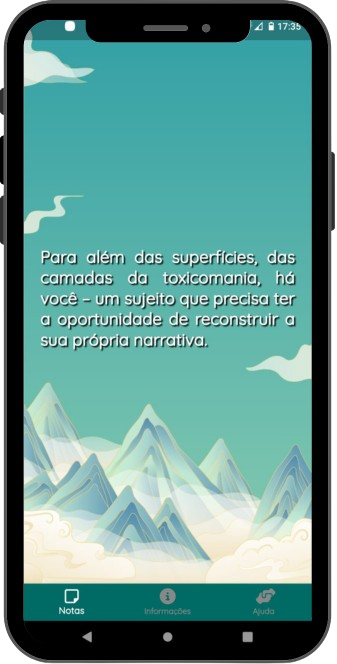 17:35
Para além das superfícies, das
camadas da toxicomania, há
você – um sujeito que precisa ter
a oportunidade de reconstruir a
sua própria narrativa.
Notas
Informações
Ajuda